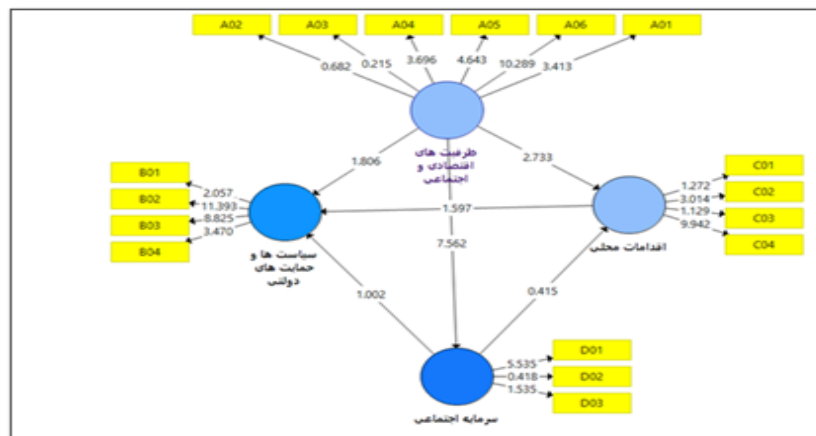 A02 A03 A04 A05 A06 A01
0.682 0.215 3.696 4.643 10.289 3.413
ظرفیت های
اقتصادی و
اجتماعی
1.806 2.733
B01
B02
B03
B04
2.057
11.393
8.825
3.470
سیاست ها و
حمایت های
دولتی
1.597
7.562
C01
C02
C03
C04
1.272
3.014
1.129
9.942
اقدامات محلی
1.002 0.415
D01
D02
D03
5.535
0.418
1.535
سرمایه اجتماعی